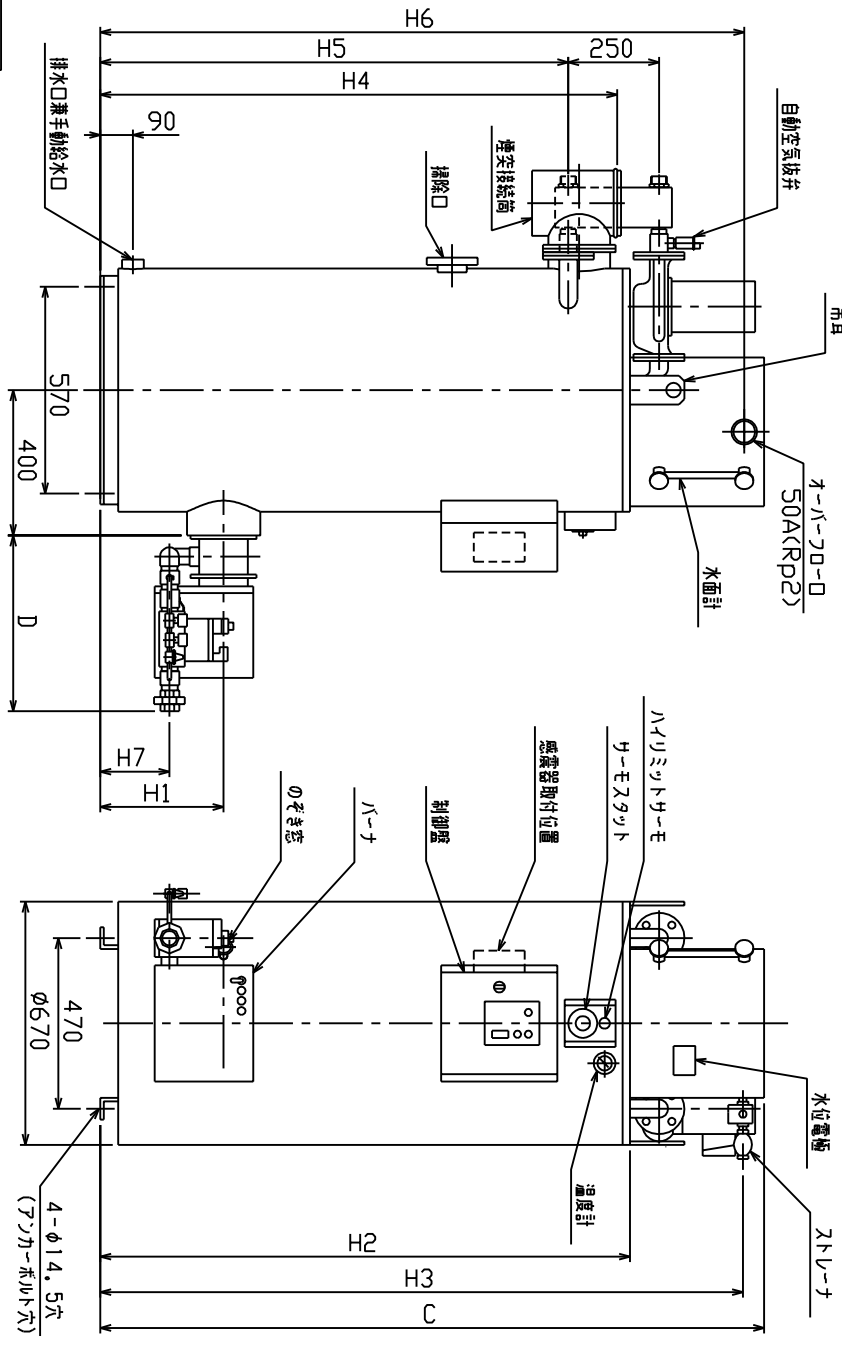 H6
H5
250
H4
90
排水口兼手動給水口
掃除口
煙突接続筒
自動空気抜弁
オーバーフロー口
50A(Rp2)
水面計
570
400
D
H7
H1
ハイリミットサーモ
サーモスタット
感震器取付位置
制御盤
バーナ
のぞき窓
470
Φ670
水位電極
ストレーナ
温度計
4-Φ14.5穴
(アンカーボルト穴)
H2
H3
C